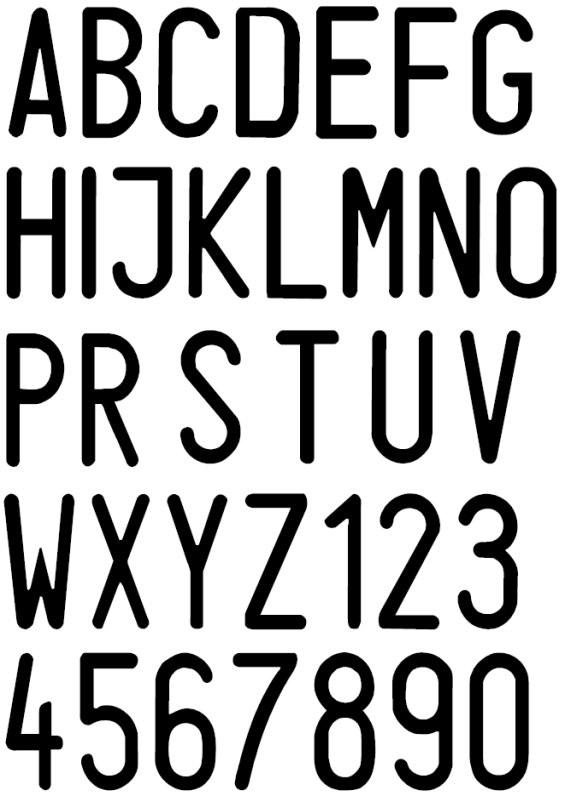 ABCDEFG
HIJKLMNO
PRSTUV
WXYZ123
4567890